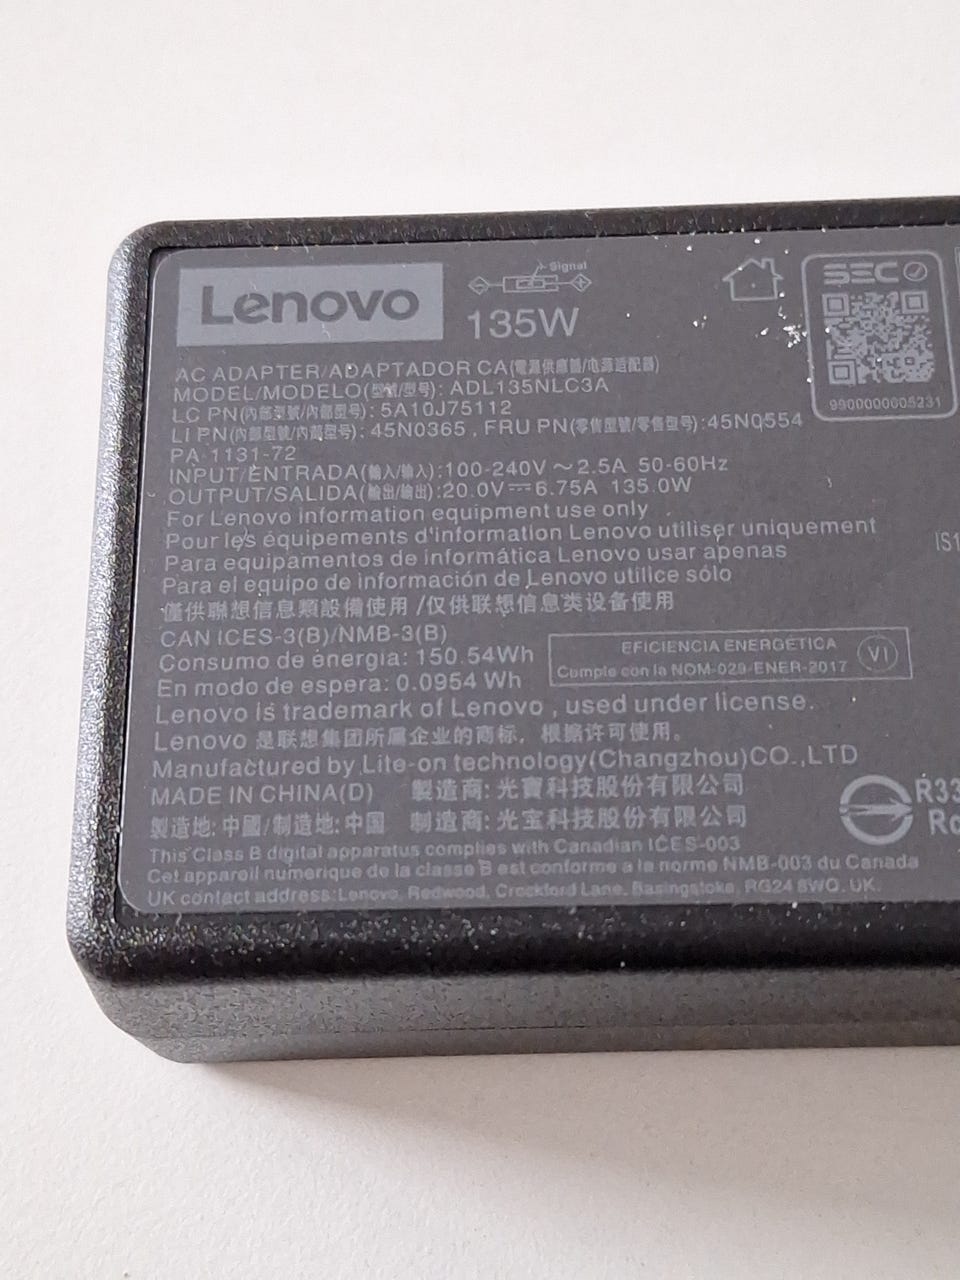 Lenovo
Signal
135W
SEC
9900000005231
AC ADAPTER/ADAPTADOR CA(電源供應器/电源适配器)
MODEL/MODELO(型號/型号): ADL135NLC3A
LC PN(內部型號/内部型号): 5A10J75112
LI PN(內部型號/内部型号): 45N0365 , FRU PN(零售型號/零售型号):45N0554
PA-1131-72
INPUT/ENTRADA(輸入/输入):100-240V ～ 2.5A 50-60Hz
OUTPUT/SALIDA(輸出/输出):20.0V⎓6.75A 135.0W
For Lenovo information equipment use only
Pour les équipements d'information Lenovo utiliser uniquement
Para equipamentos de informática Lenovo usar apenas
Para el equipo de información de Lenovo utilice sólo
僅供聯想信息類設備使用 /仅供联想信息类设备使用
CAN ICES-3(B)/NMB-3(B)
Consumo de énergia: 150.54Wh
En modo de espera: 0.0954 Wh
EFICIENCIA ENERGÉTICA
Cumple con la NOM-029-ENER-2017
VI
IS1
Lenovo is trademark of Lenovo , used under license.
Lenovo 是联想集团所属企业的商标，根据许可使用。
Manufactured by Lite-on technology(Changzhou)CO.,LTD
MADE IN CHINA(D) 製造商: 光寶科技股份有限公司
製造地: 中國/制造地: 中国 制造商: 光宝科技股份有限公司
R33
Ro
This Class B digital apparatus complies with Canadian ICES-003
Cet appareil numerique de la classe B est conforme a la norme NMB-003 du Canada
UK contact address:Lenovo, Redwood, Crockford Lane, Basingstoke, RG24 8WQ. UK.